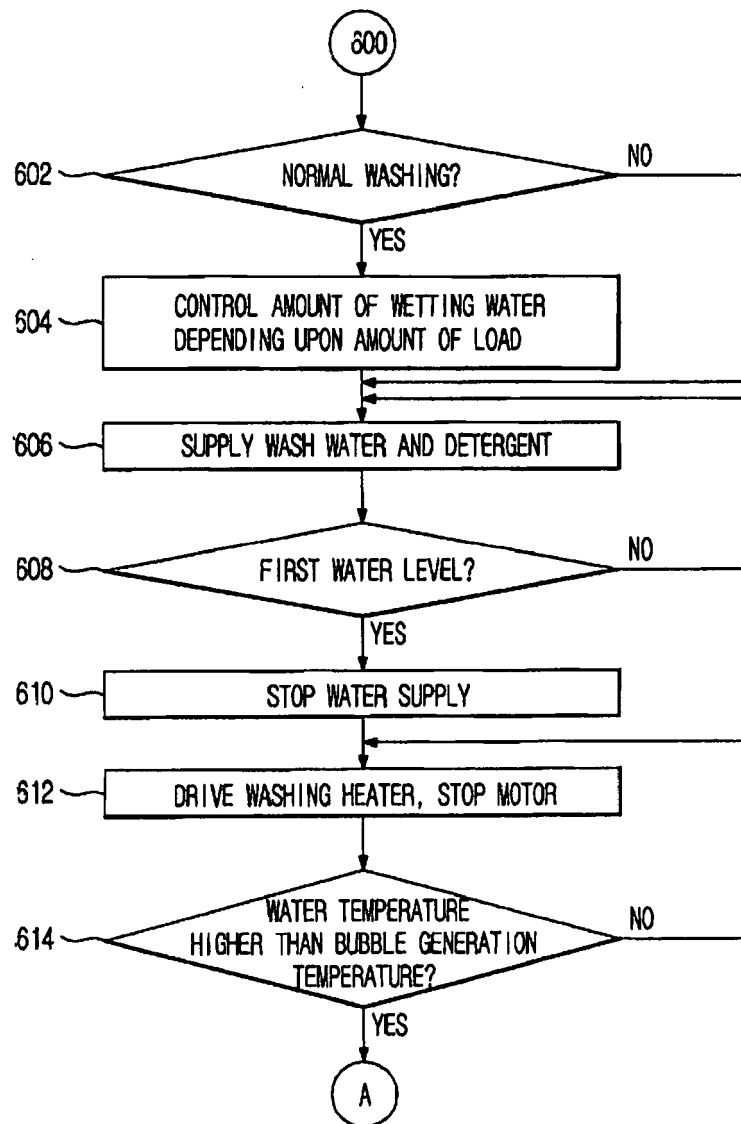 600
602
NORMAL WASHING?
NO
YES
604
CONTROL AMOUNT OF WETTING WATER
DEPENDING UPON AMOUNT OF LOAD
606
SUPPLY WASH WATER AND DETERGENT
608
FIRST WATER LEVEL?
NO
YES
610
STOP WATER SUPPLY
612
DRIVE WASHING HEATER, STOP MOTOR
614
WATER TEMPERATURE
HIGHER THAN BUBBLE GENERATION
TEMPERATURE?
NO
YES
A